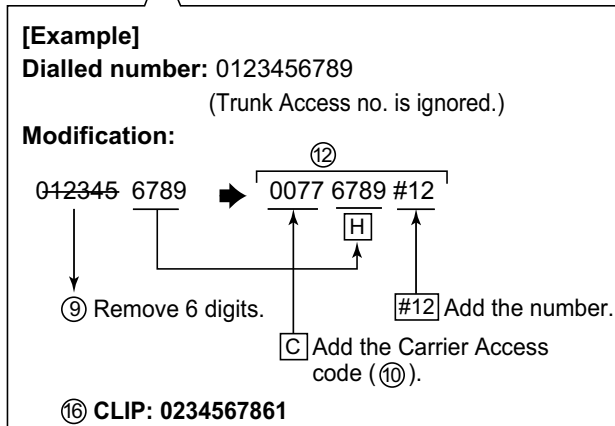 [Example]
Dialled number: 0123456789
(Trunk Access no. is ignored.)
Modification:
⑫
012345 6789 0077 6789 #12
H
⑨ Remove 6 digits. #12 Add the number.
C Add the Carrier Access
code (⑩).
⑯ CLIP: 0234567861